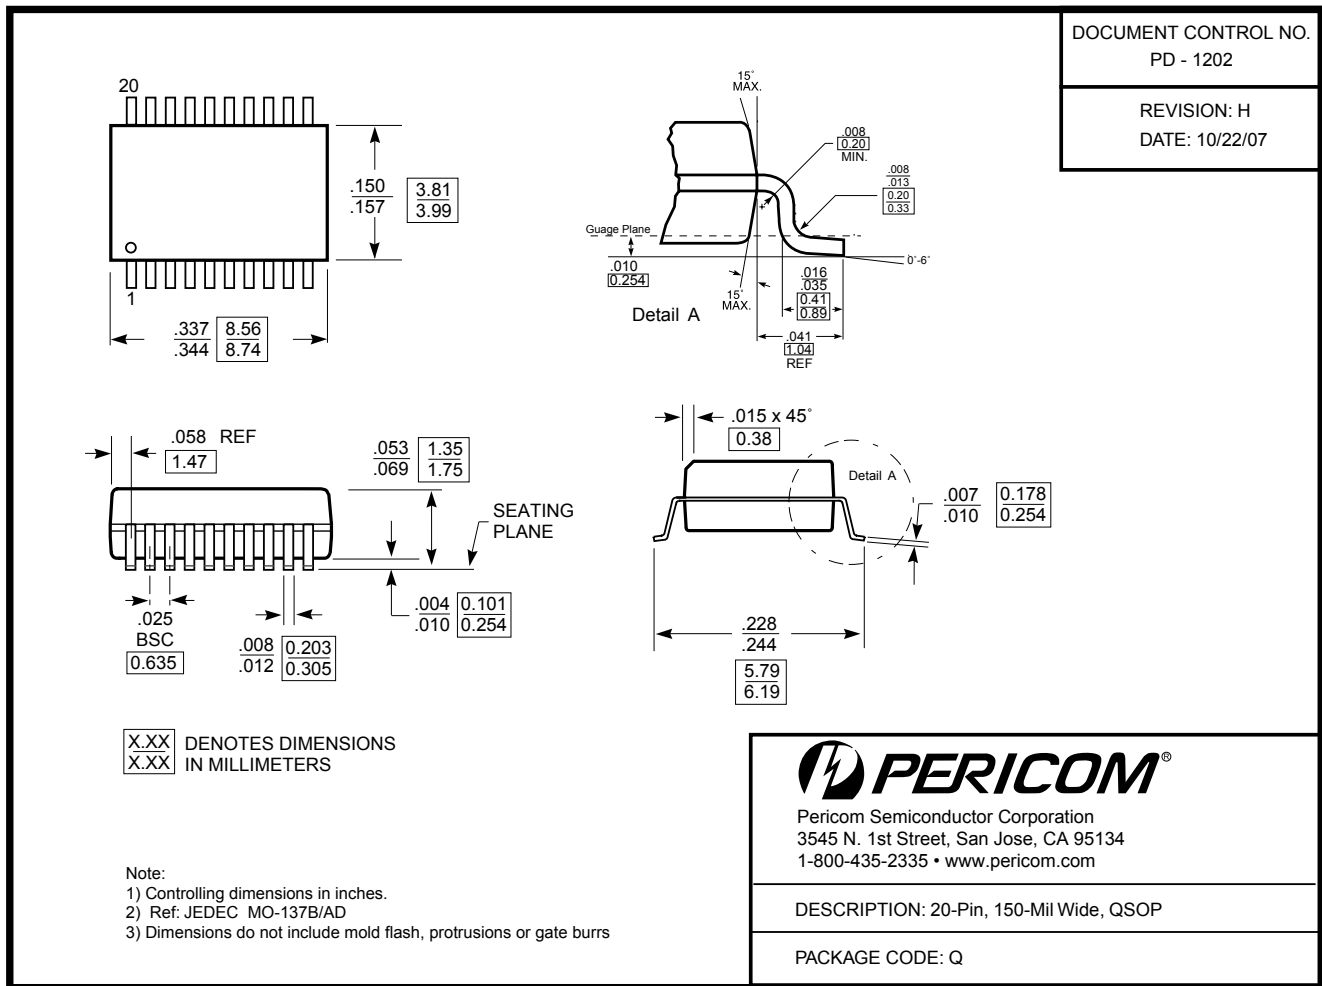 DOCUMENT CONTROL NO.
PD - 1202
REVISION: H
DATE: 10/22/07
20
1
.150
.157
3.81
3.99
.337
.344
8.56
8.74
15°
MAX.
.008
0.20
MIN.
.008
.013
0.20
0.33
Guage Plane
.010
0.254
0°-6°
15°
MAX.
.016
.035
0.41
0.89
.041
1.04
REF
Detail A
.058 REF
1.47
.053
.069
1.35
1.75
SEATING
PLANE
.004
.010
0.101
0.254
.025
BSC
0.635
.008
.012
0.203
0.305
.015 x 45°
0.38
Detail A
.007
.010
0.178
0.254
.228
.244
5.79
6.19
X.XX
X.XX
DENOTES DIMENSIONS
IN MILLIMETERS
Note:
1) Controlling dimensions in inches.
2) Ref: JEDEC MO-137B/AD
3) Dimensions do not include mold flash, protrusions or gate burrs
PERICOM®
Pericom Semiconductor Corporation
3545 N. 1st Street, San Jose, CA 95134
1-800-435-2335 • www.pericom.com
DESCRIPTION: 20-Pin, 150-Mil Wide, QSOP
PACKAGE CODE: Q